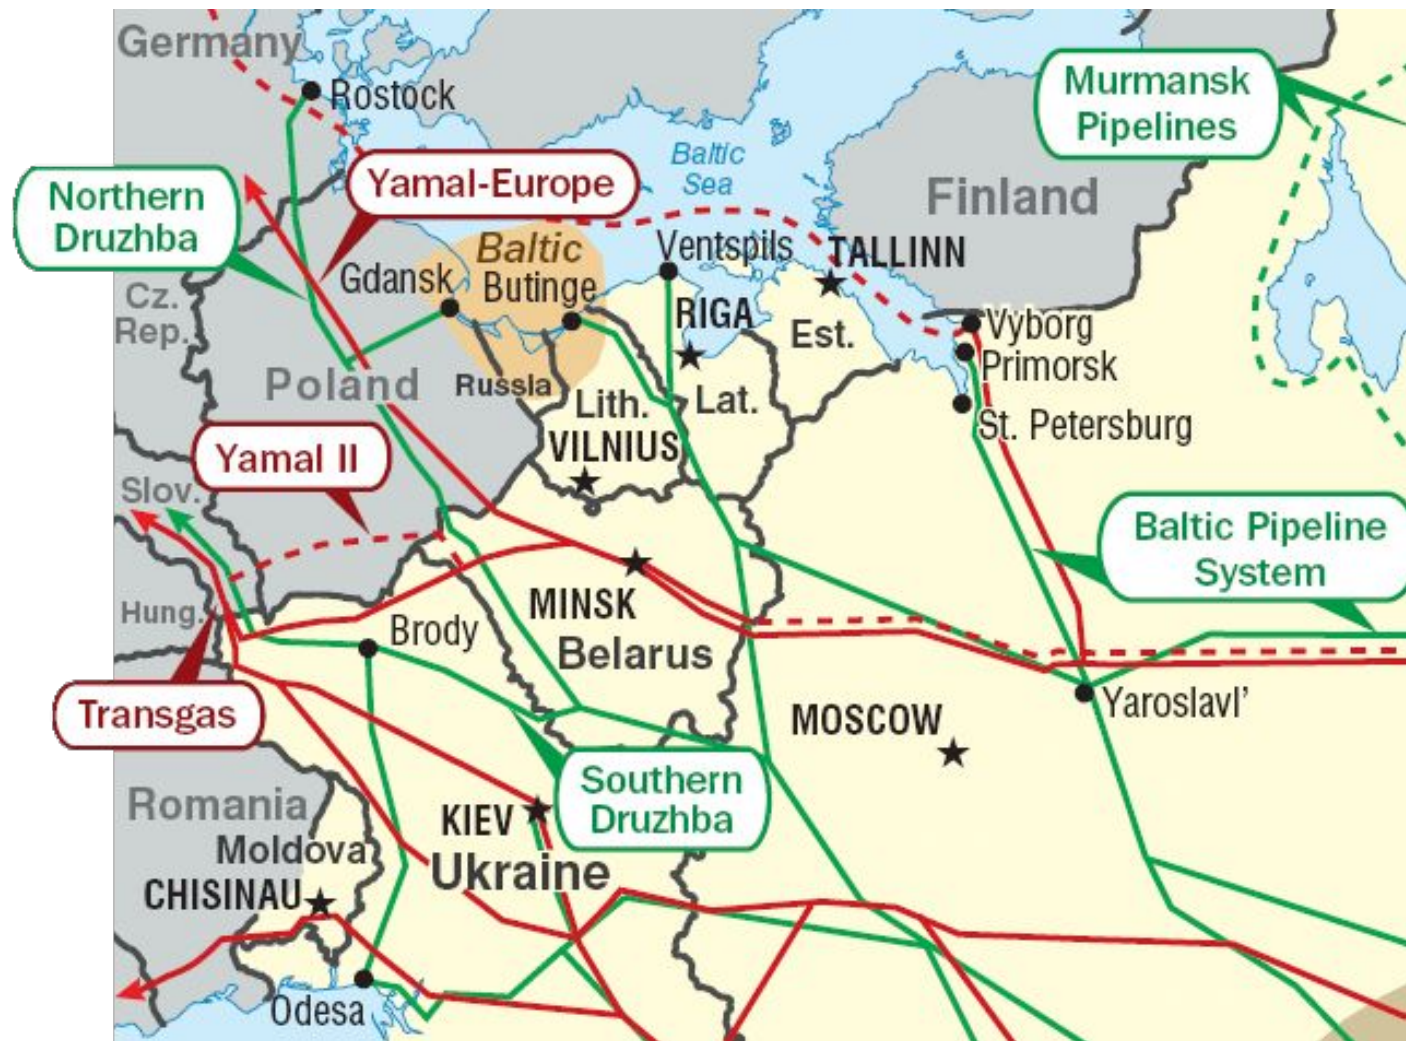 Germany
Rostock
Murmansk
Pipelines
Baltic
Sea
Yamal-Europe
Finland
Northern
Druzhba
Baltic
Ventspils
TALLINN
Gdansk
Butinge
Cz.
Rep.
RIGA
Est.
Vyborg
Primorsk
Poland
Russia
Lith.
Lat.
St. Petersburg
VILNIUS
Yamal II
Slov.
Baltic Pipeline
System
MINSK
Hung.
Brody
Belarus
Transgas
Yaroslavl’
MOSCOW
Southern
Druzhba
Romania
KIEV
Moldova
Ukraine
CHISINAU
Odesa